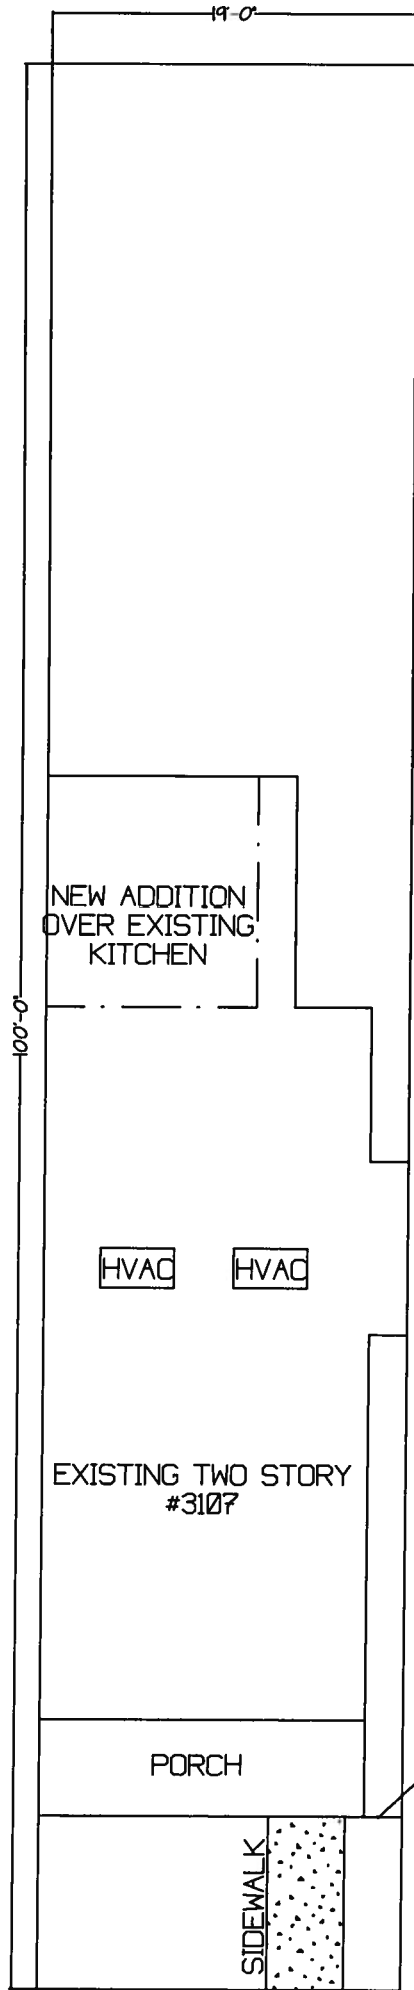 19'-0"
NEW ADDITION
OVER EXISTING
KITCHEN
100'-0"
HVAC
HVAC
EXISTING TWO STORY
#3107
PORCH
SIDEWALK